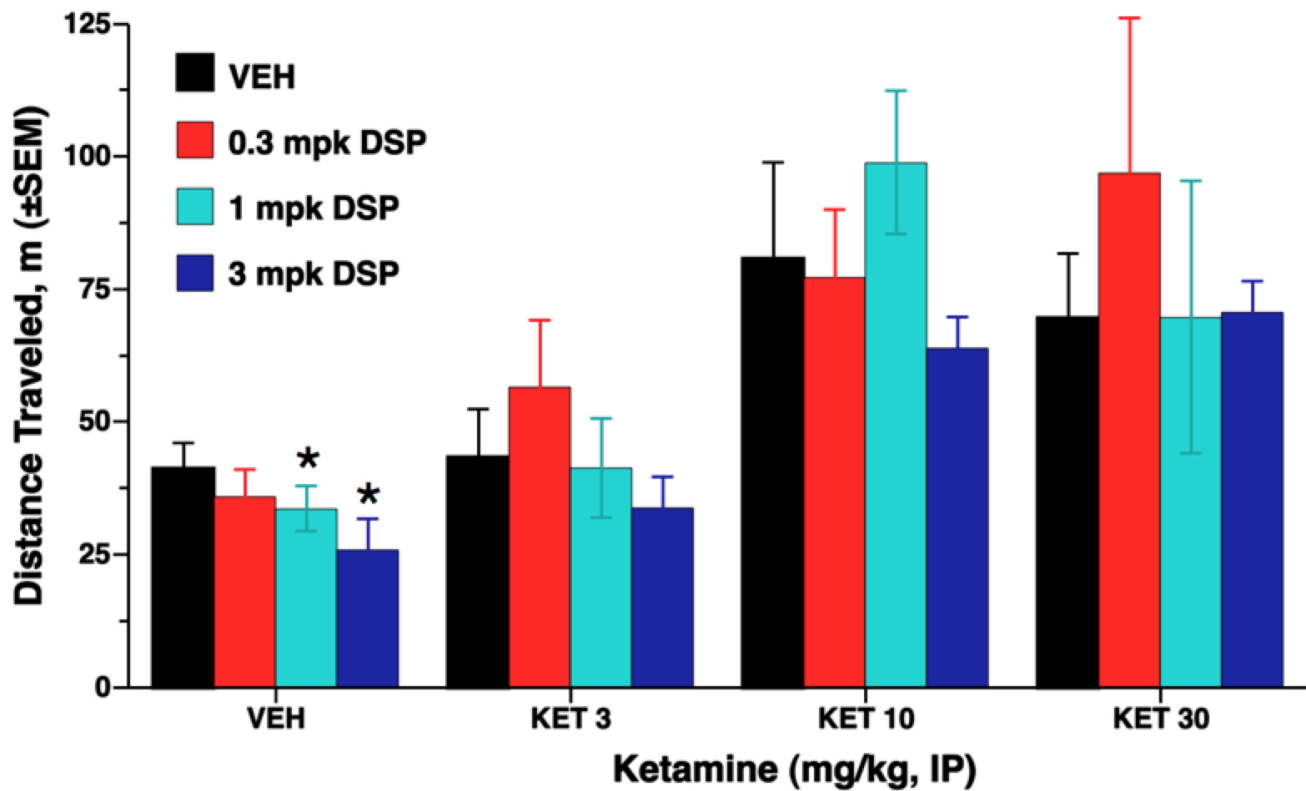 Distance Traveled, m (±SEM)
125
100
75
50
25
0
VEH
0.3 mpk DSP
1 mpk DSP
3 mpk DSP
*
*
VEH
KET 3
KET 10
KET 30
Ketamine (mg/kg, IP)